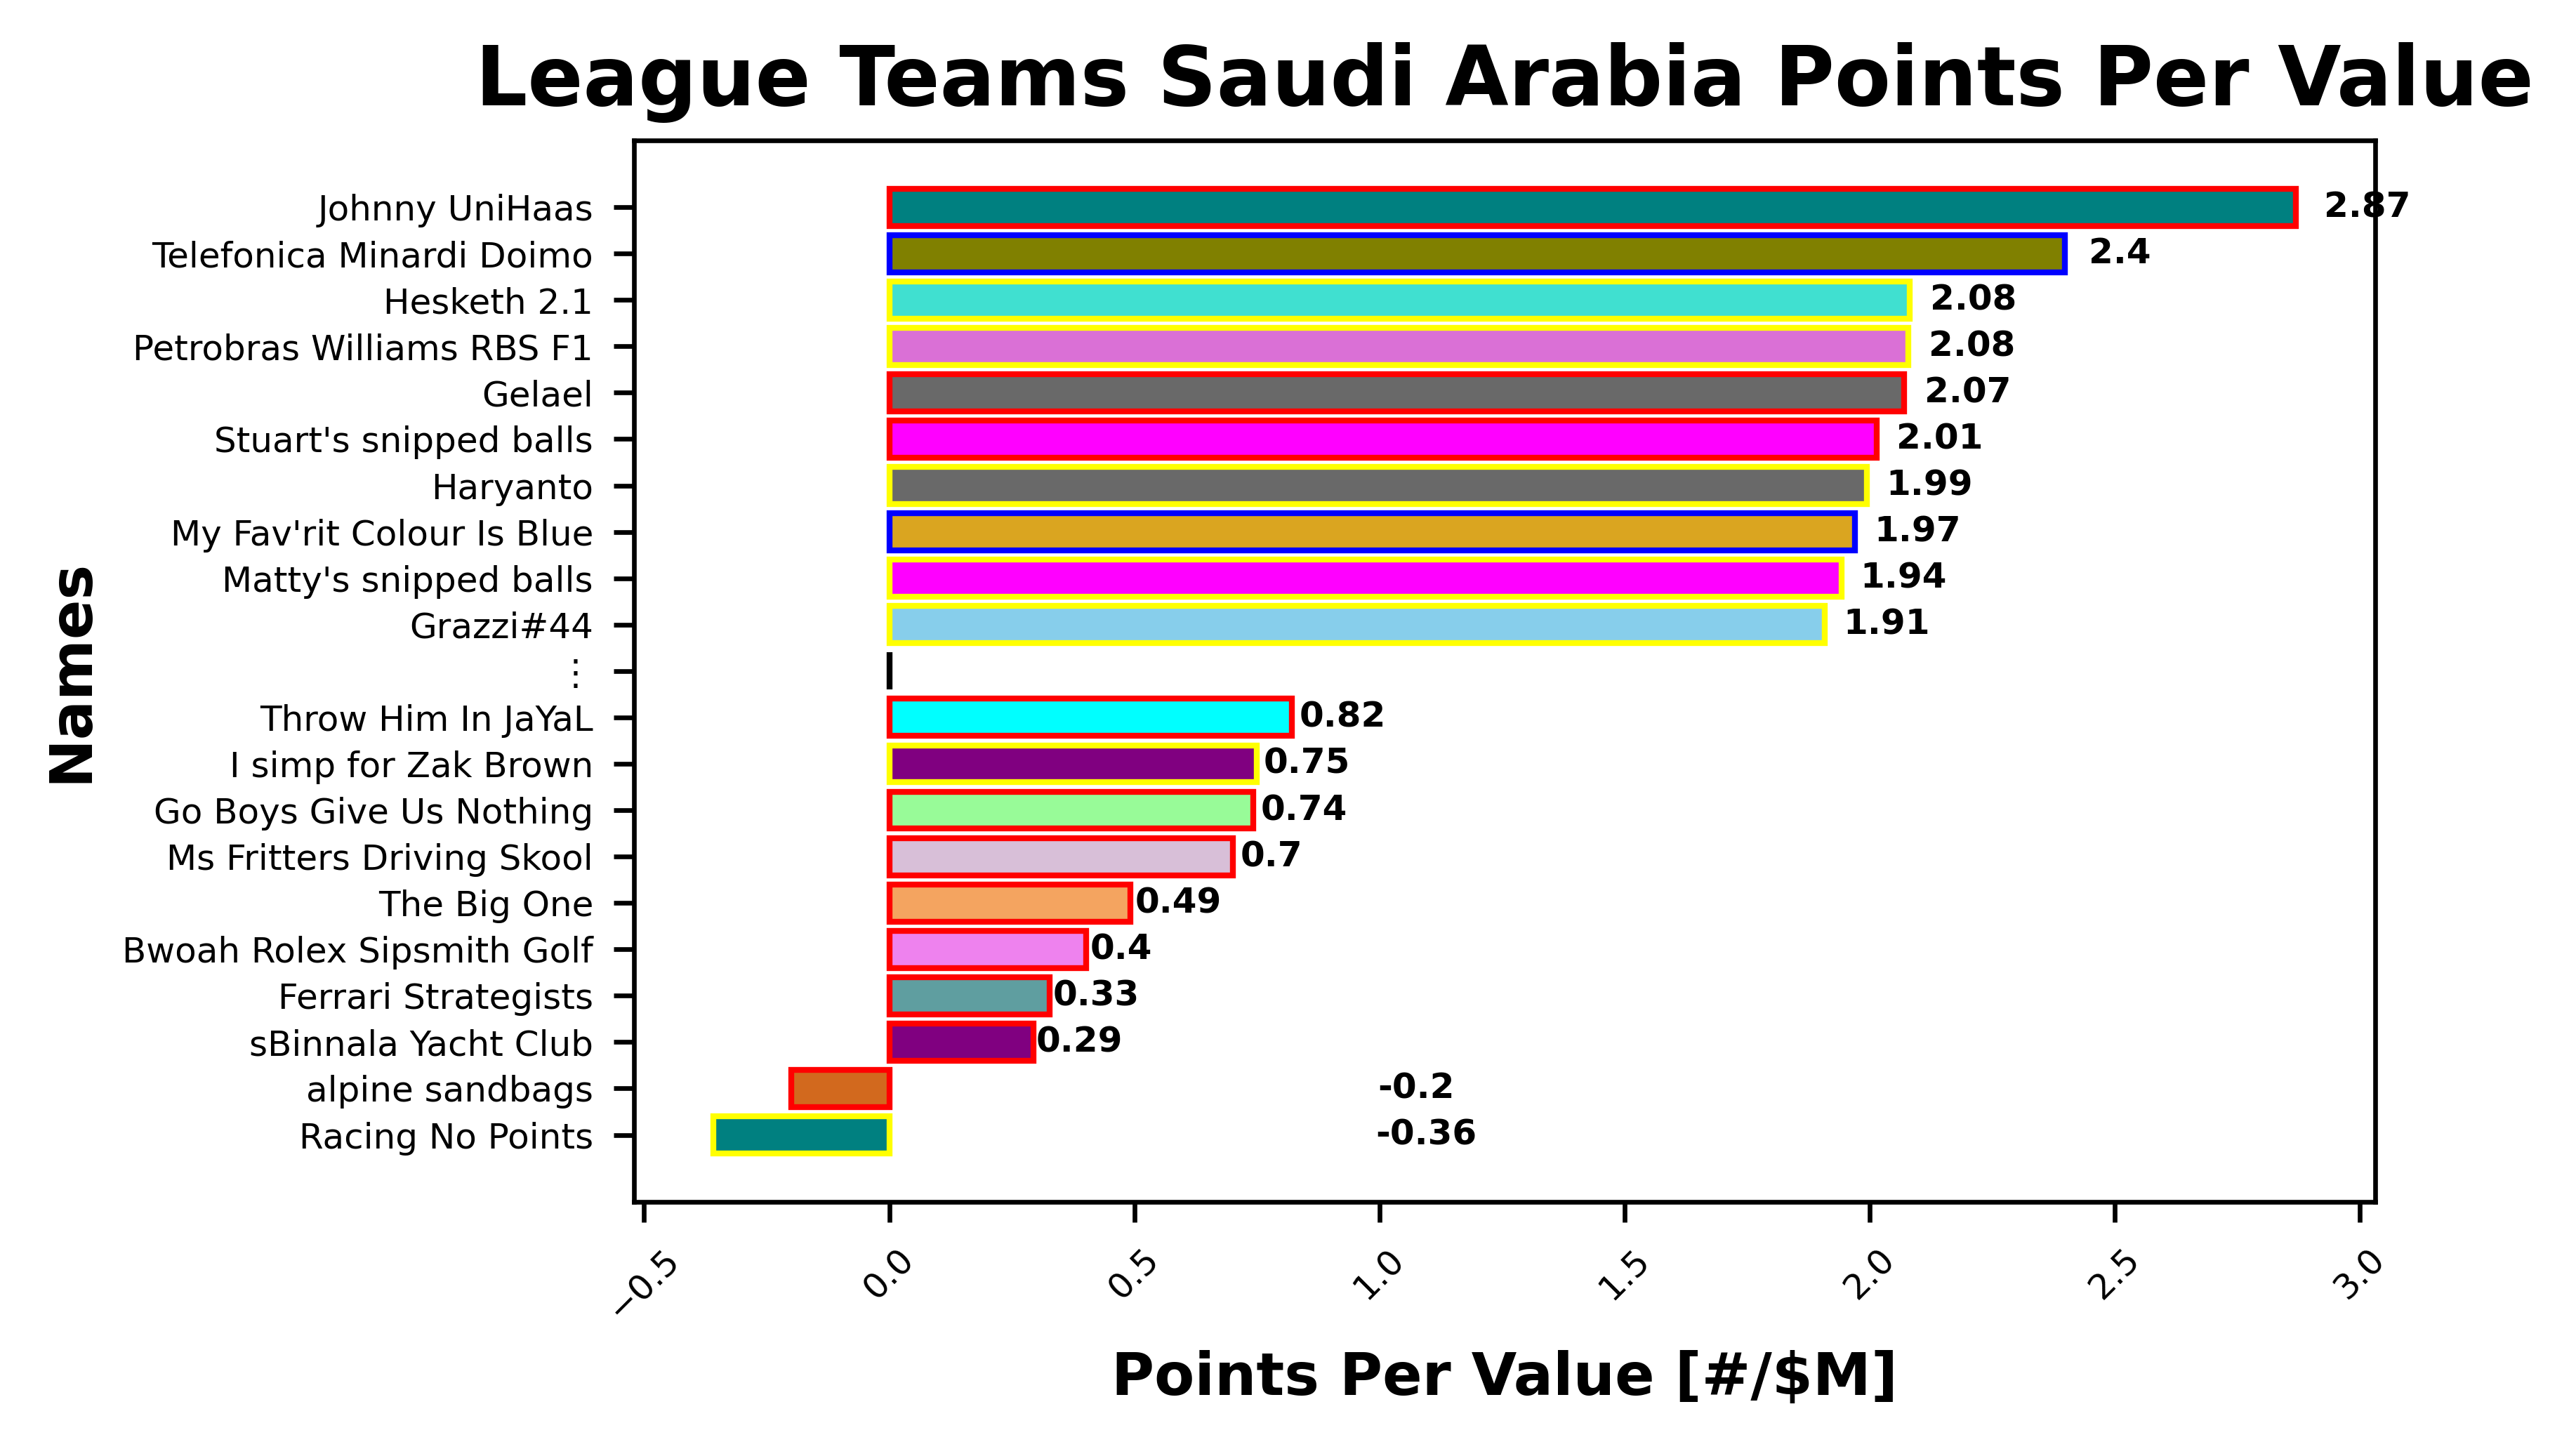 League Teams Saudi Arabia Points Per Value
Names
Johnny UniHaas 2.87
Telefonica Minardi Doimo 2.4
Hesketh 2.1 2.08
Petrobras Williams RBS F1 2.08
Gelael 2.07
Stuart's snipped balls 2.01
Haryanto 1.99
My Fav'rit Colour Is Blue 1.97
Matty's snipped balls 1.94
Grazzi#44 1.91
⋮
Throw Him In JaYaL 0.82
I simp for Zak Brown 0.75
Go Boys Give Us Nothing 0.74
Ms Fritters Driving Skool 0.7
The Big One 0.49
Bwoah Rolex Sipsmith Golf 0.4
Ferrari Strategists 0.33
sBinnala Yacht Club 0.29
alpine sandbags -0.2
Racing No Points -0.36
−0.5 0.0 0.5 1.0 1.5 2.0 2.5 3.0
Points Per Value [#/$M]